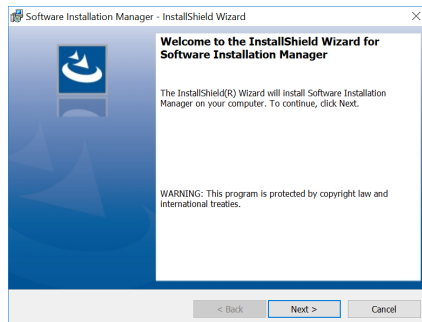 Software Installation Manager - InstallShield Wizard
Welcome to the InstallShield Wizard for
Software Installation Manager
The InstallShield(R) Wizard will install Software Installation
Manager on your computer. To continue, click Next.
WARNING: This program is protected by copyright law and
international treaties.
< Back
Next >
Cancel